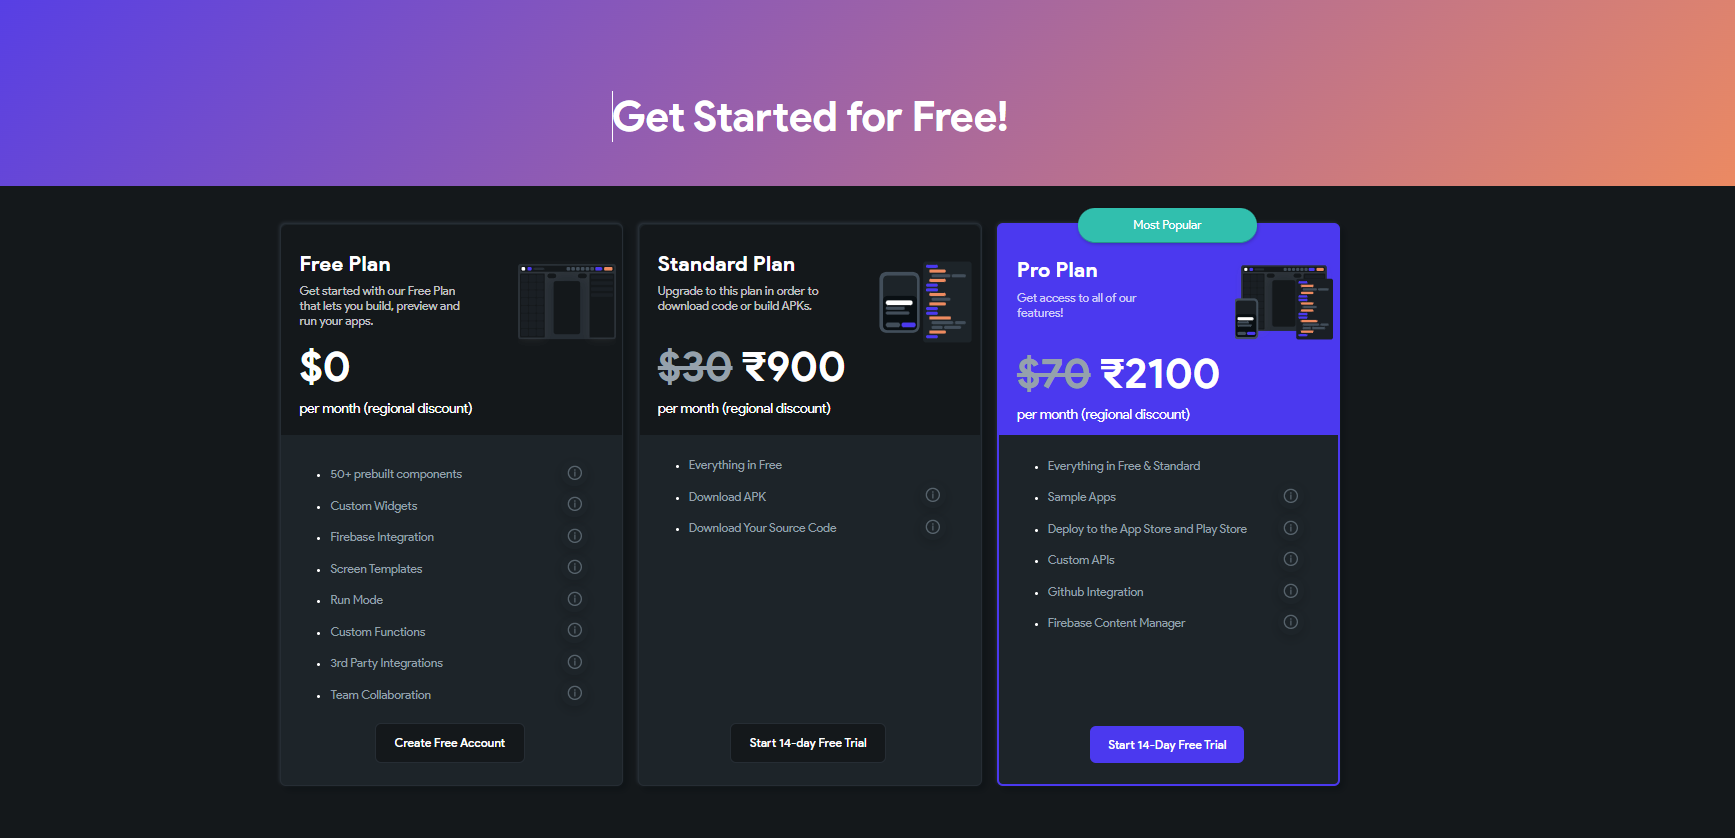 Get Started for Free!
Free Plan
Get started with our Free Plan
that lets you build, preview and
run your apps.
$0
per month (regional discount)
50+ prebuilt components
Custom Widgets
Firebase Integration
Screen Templates
Run Mode
Custom Functions
3rd Party Integrations
Team Collaboration
Create Free Account
Standard Plan
Upgrade to this plan in order to
download code or build APKs.
$30 ₹900
per month (regional discount)
Everything in Free
Download APK
Download Your Source Code
Start 14-day Free Trial
Most Popular
Pro Plan
Get access to all of our
features!
$70 ₹2100
per month (regional discount)
Everything in Free & Standard
Sample Apps
Deploy to the App Store and Play Store
Custom APIs
Github Integration
Firebase Content Manager
Start 14-Day Free Trial